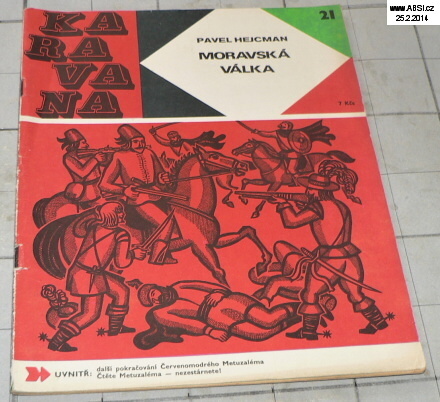 www.ABSI.cz
25.2.2014
KA
RA
VA
NA
21
PAVEL HEJCMAN
MORAVSKÁ
VÁLKA
7 Kčs
UVNITŘ: další pokračování Červenomodrého Metuzaléma
Čtěte Metuzaléma — nezestárnete!